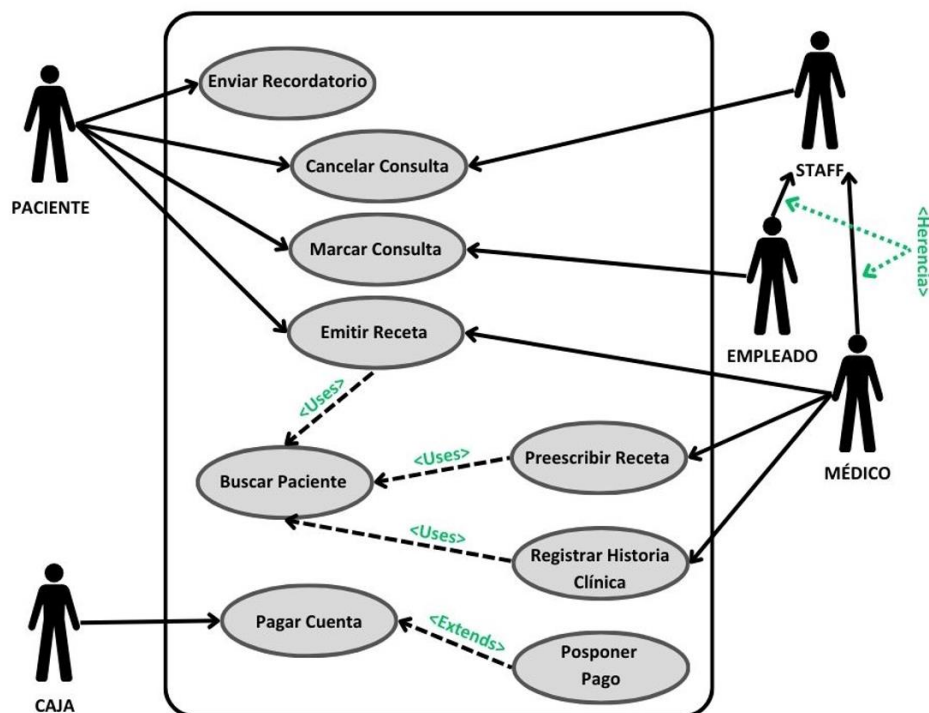 Enviar Recordatorio
PACIENTE
Cancelar Consulta
STAFF
<Herencia>
Marcar Consulta
EMPLEADO
Emitir Receta
MÉDICO
<Uses>
Buscar Paciente
<Uses>
Preescribir Receta
<Uses>
Registrar Historia
Clínica
Pagar Cuenta
<Extends>
Posponer
Pago
CAJA